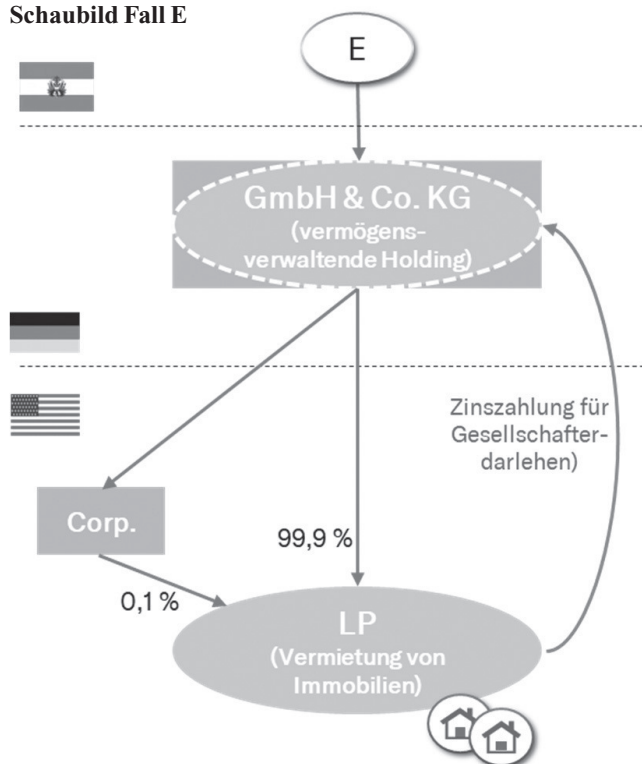 Schaubild Fall E
E
GmbH & Co. KG
(vermögens-
verwaltende Holding)
Zinszahlung für
Gesellschafter-
darlehen)
Corp.
99,9 %
0,1 %
LP
(Vermietung von
Immobilien)